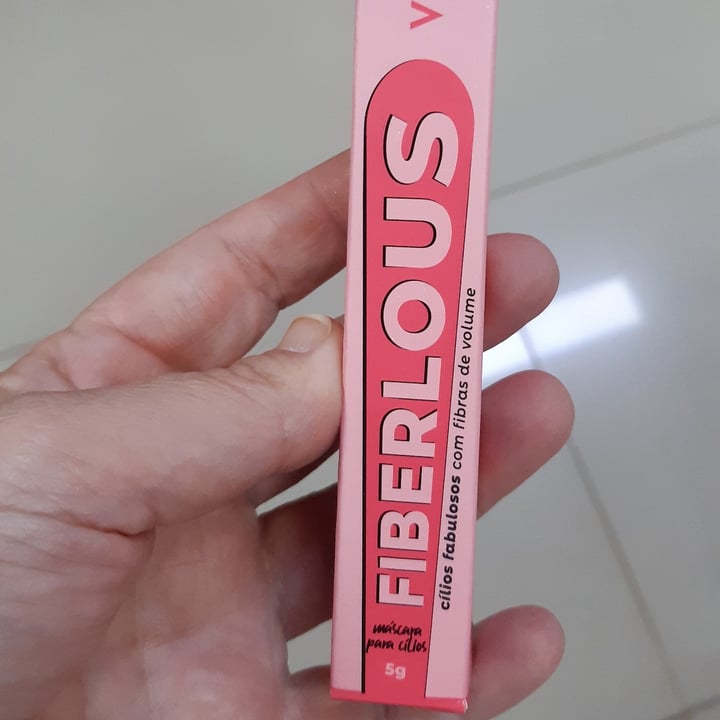 V
FIBERLOUS
cílios fabulosos com fibras de volume
máscara
para cílios
5g